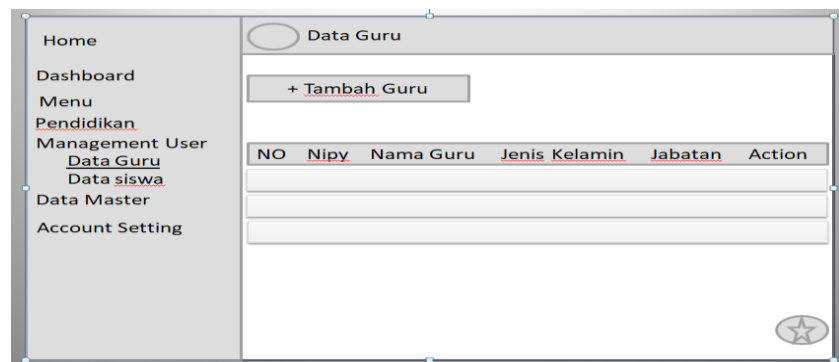 Home
Dashboard
Menu
Pendidikan
Management User
Data Guru
Data siswa
Data Master
Account Setting
Data Guru
+ Tambah Guru
NO Nipy Nama Guru Jenis Kelamin Jabatan Action